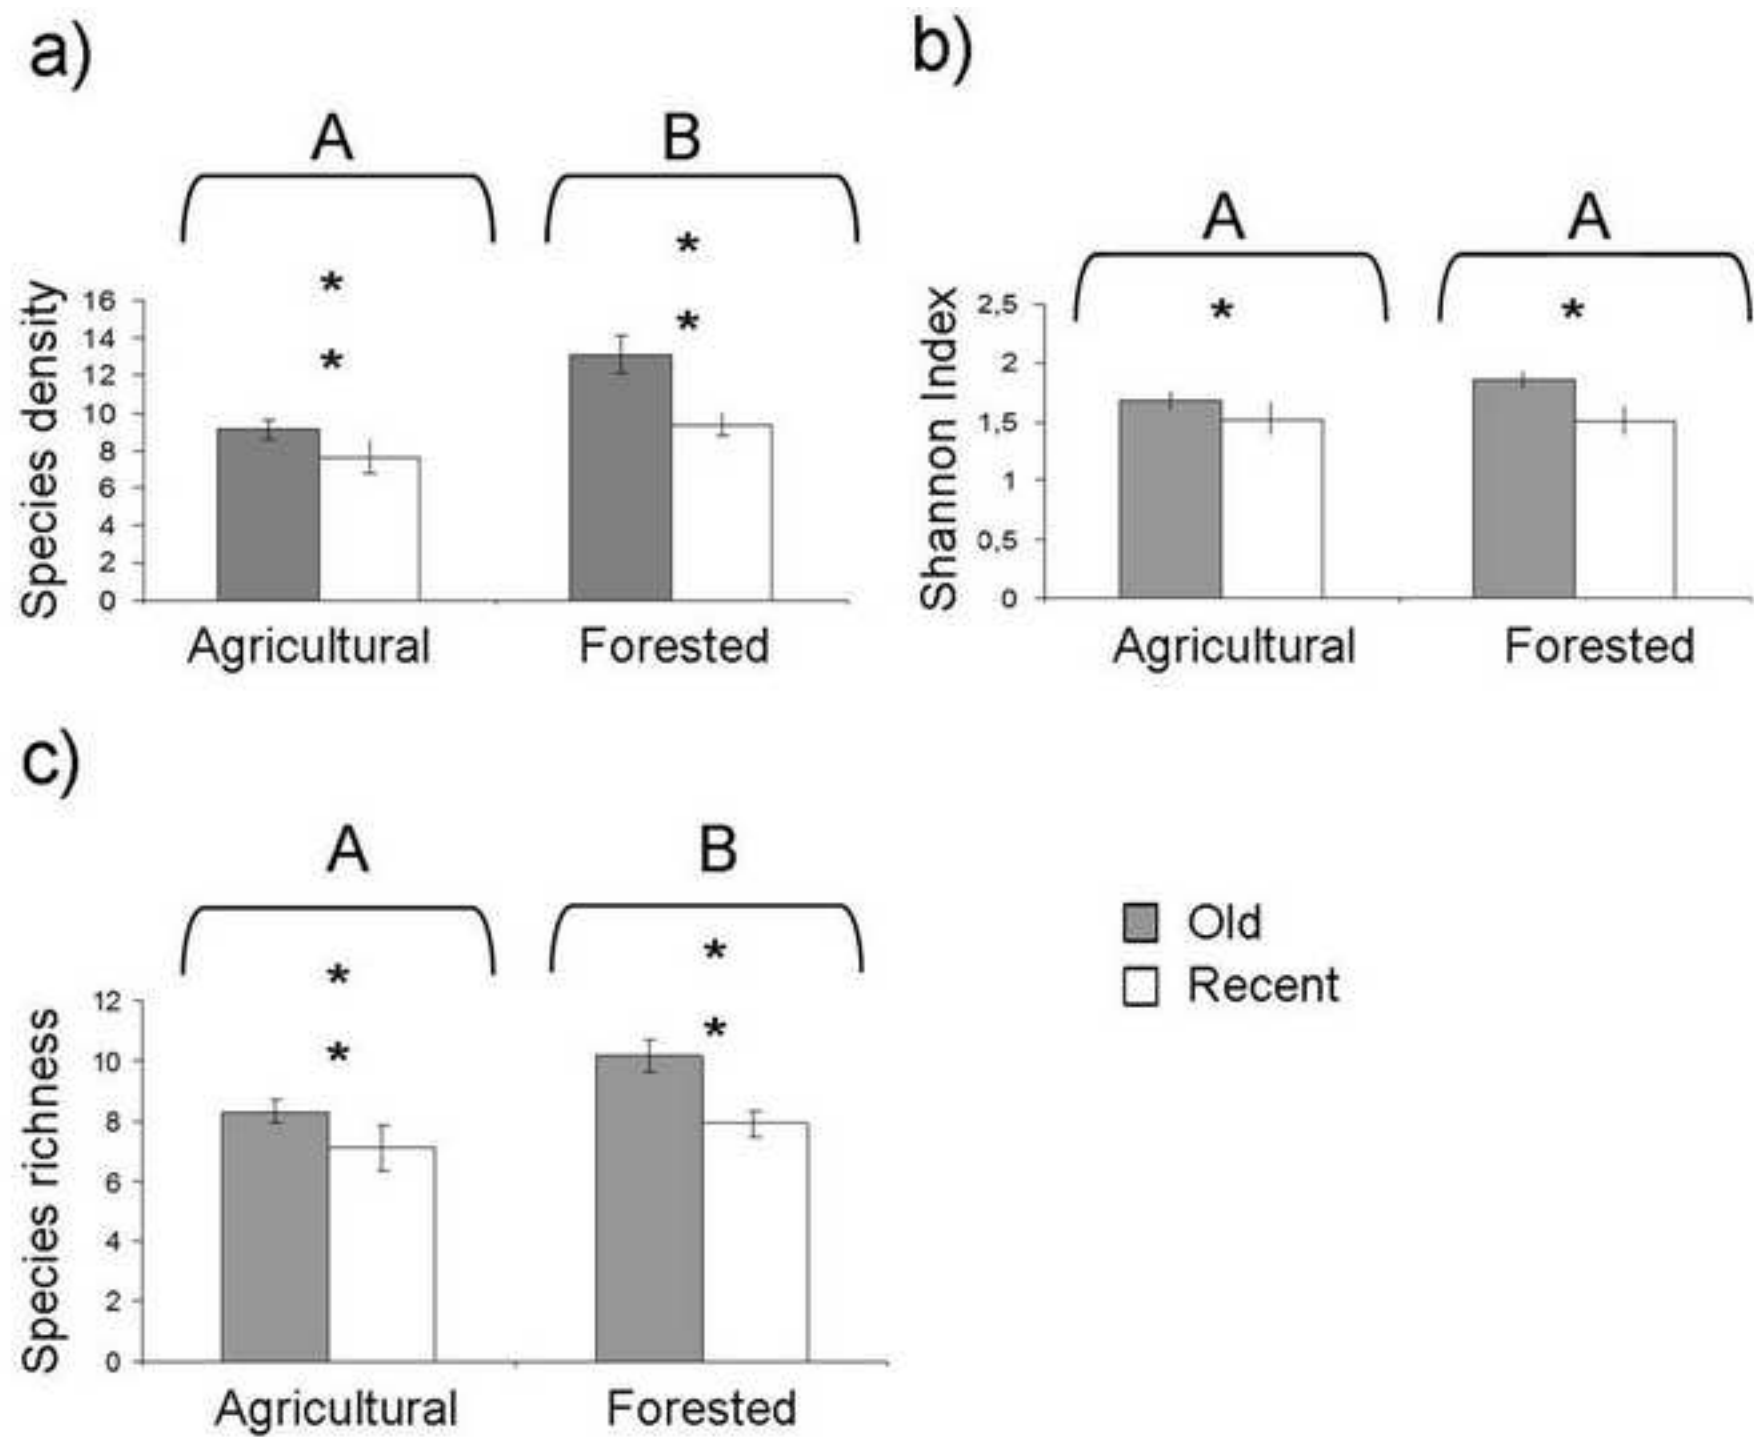 a)
A B
* *
* *
Species density
16
14
12
10
8
6
4
2
0
Agricultural Forested
b)
A A
* *
Shannon Index
2,5
2
1,5
1
0,5
0
Agricultural Forested
c)
A B
* *
* *
Species richness
12
10
8
6
4
2
0
Agricultural Forested
Old
Recent